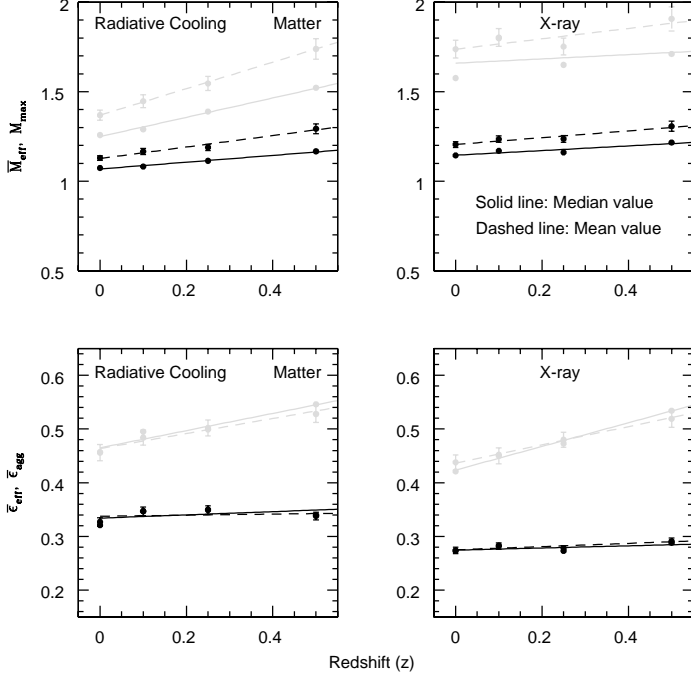 Radiative Cooling Matter
X-ray
2
1.5
1
0.5
M̅eff, Mmax
Solid line: Median value
Dashed line: Mean value
0 0.2 0.4
0 0.2 0.4
Radiative Cooling Matter
X-ray
0.6
0.5
0.4
0.3
0.2
ε̅eff, ε̅agg
0.6
0.5
0.4
0.3
0.2
0 0.2 0.4
0 0.2 0.4
Redshift (z)
2
1.5
1
0.5